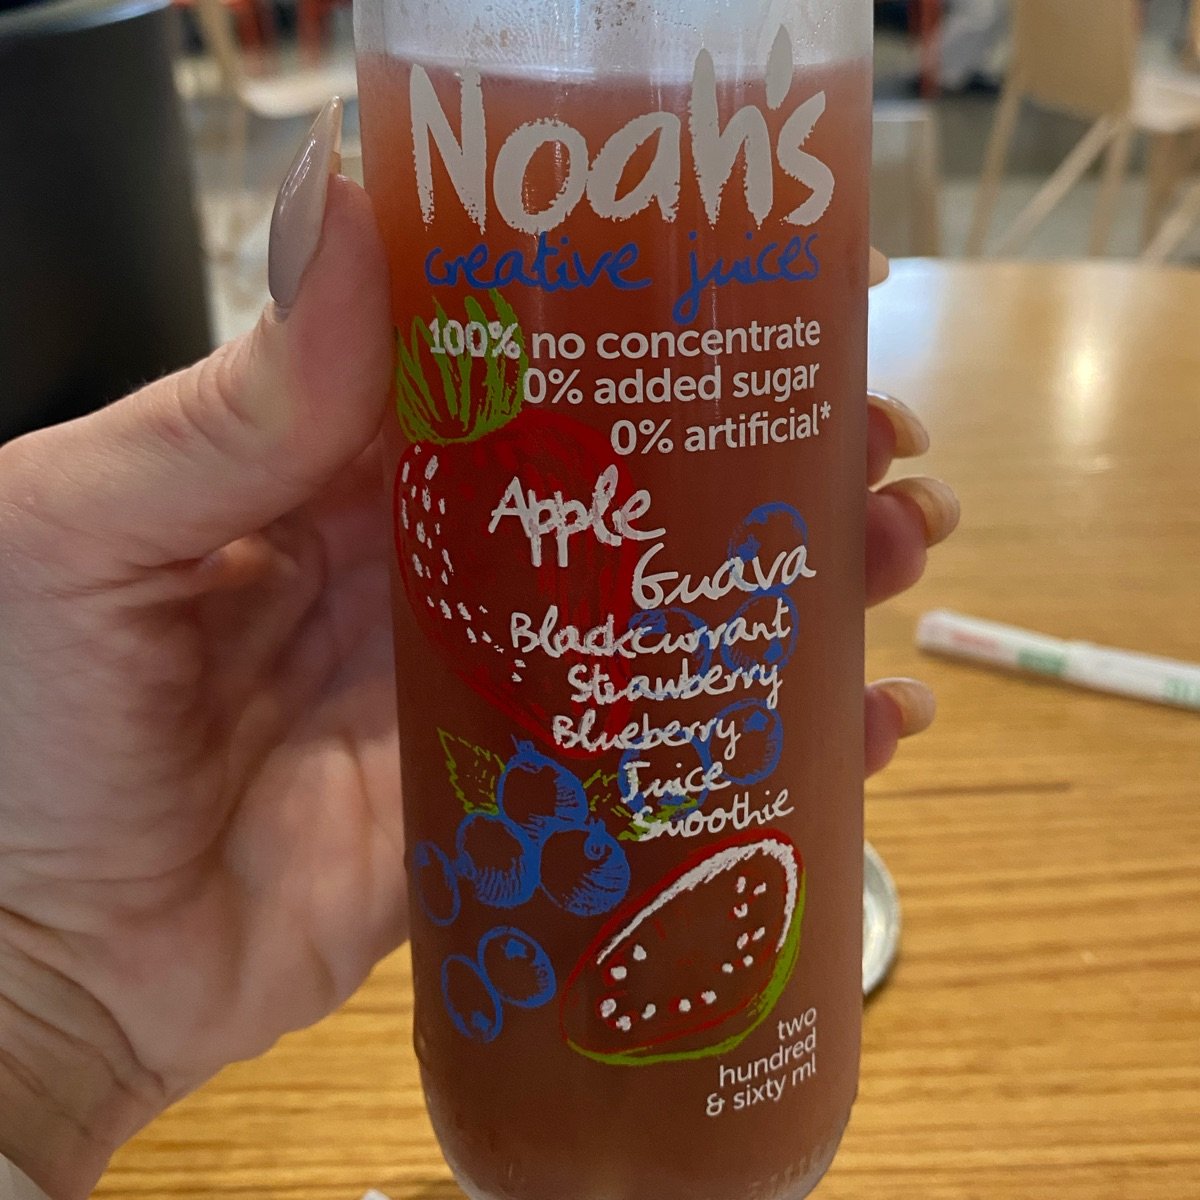 Noah's
creative juices
100% no concentrate
0% added sugar
0% artificial*
Apple
Guava
Blackcurrant
Strawberry
Blueberry
Juice
Smoothie
two
hundred
& sixty ml